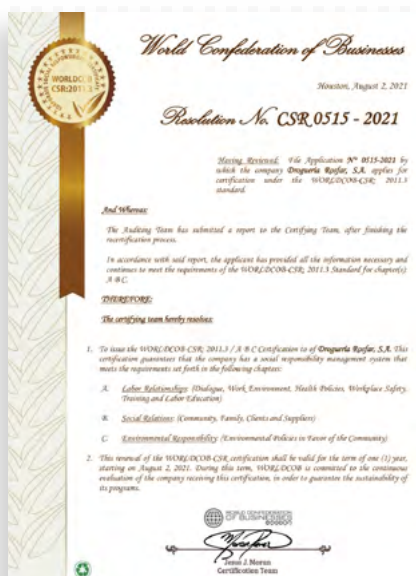 World Confederation of Businesses
WORLDCOB
CSR:2011.3
Houston, August 2, 2021
Resolution No. CSR 0515 - 2021
Having Reviewed: File Application Nº 0515-2021 by
which the company Droguería Rosfar, S.A. applies for
certification under the WORLDCOB-CSR: 2011.3
standard.
And Whereas:
The Auditing Team has submitted a report to the Certifying Team, after finishing the
recertification process.
In accordance with said report, the applicant has provided all the information necessary and
continues to meet the requirements of the WORLDCOB-CSR: 2011.3 Standard for chapter(s):
A-B-C.
THEREFORE:
The certifying team hereby resolves:
1. To issue the WORLDCOB-CSR: 2011.3 / A-B-C Certification to of Droguería Rosfar, S.A. This
certification guarantees that the company has a social responsibility management system that
meets the requirements set forth in the following chapters:
A. Labor Relationships: (Dialogue, Work Environment, Health Policies, Workplace Safety,
Training and Labor Education)
B. Social Relations: (Community, Family, Clients and Suppliers)
C. Environmental Responsibility: (Environmental Policies in Favor of the Community)
2. This renewal of the WORLDCOB-CSR certification shall be valid for the term of one (1) year,
starting on August 2, 2021. During this term, WORLDCOB is committed to the continuous
evaluation of the company receiving this certification, in order to guarantee the sustainability of
its programs.
WORLD CONFEDERATION
OF BUSINESSES
Jesus J. Moran
Certification Team